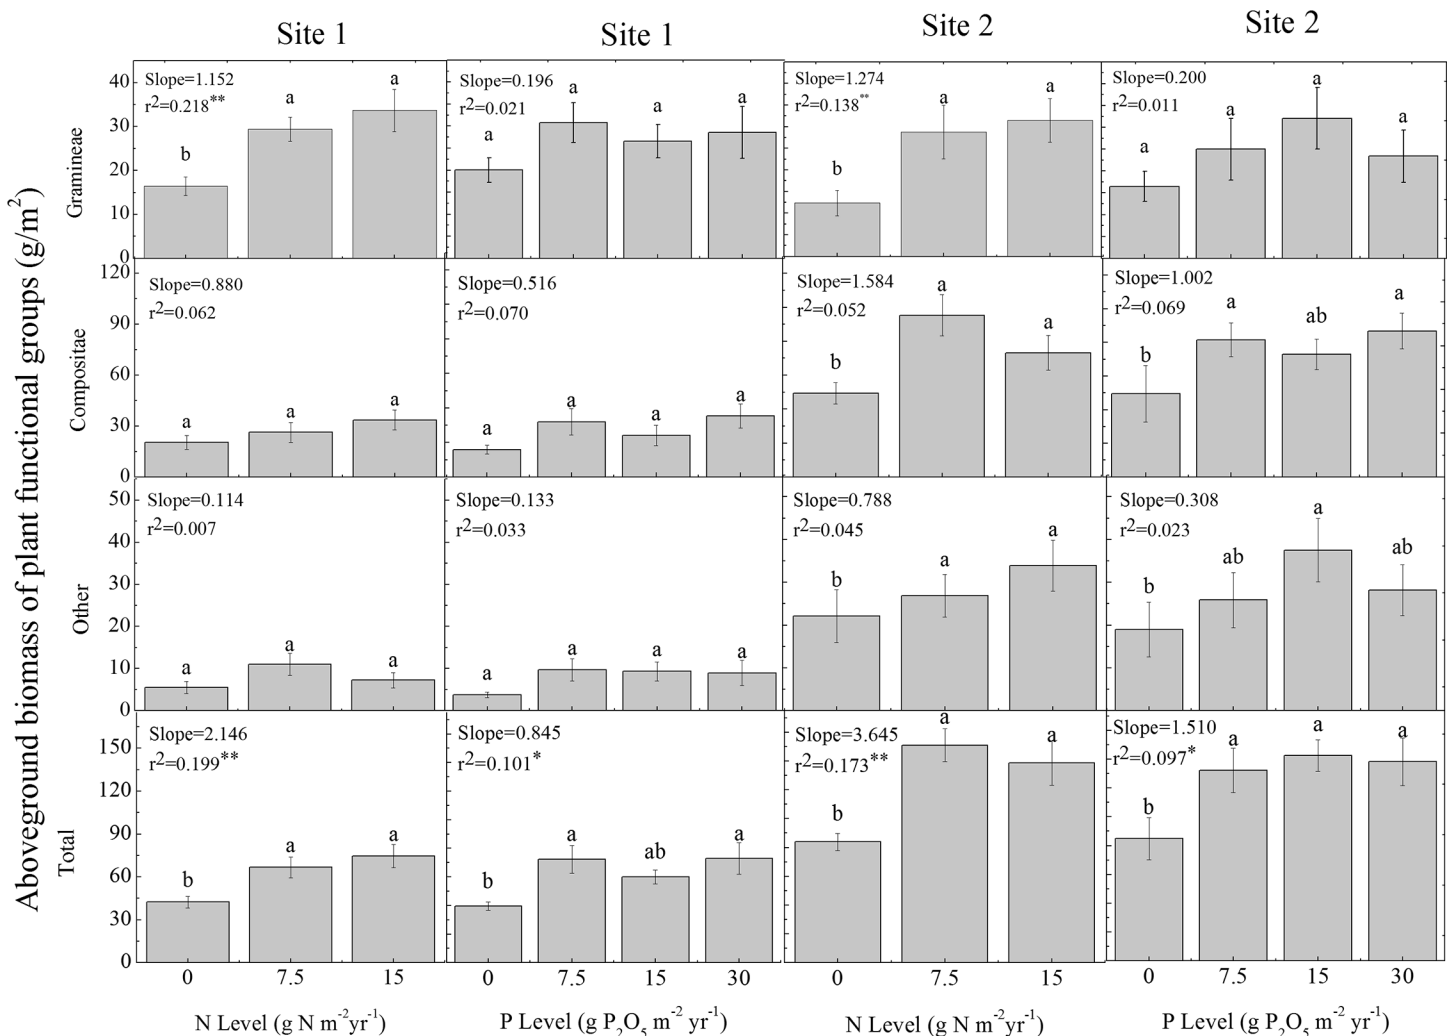 Site 1
Site 1
Site 2
Site 2
Aboveground biomass of plant functional groups (g/m²)
Gramineae
40
30
20
10
0
Slope=1.152
r²=0.218**
b
a
a
Slope=0.196
r²=0.021
a
a
a
a
Slope=1.274
r²=0.138**
b
a
a
Slope=0.200
r²=0.011
a
a
a
a
Compositae
120
90
60
30
0
Slope=0.880
r²=0.062
a
a
a
Slope=0.516
r²=0.070
a
a
a
a
Slope=1.584
r²=0.052
b
a
a
Slope=1.002
r²=0.069
b
a
ab
a
Other
50
40
30
20
10
0
Slope=0.114
r²=0.007
a
a
a
Slope=0.133
r²=0.033
a
a
a
a
Slope=0.788
r²=0.045
b
a
a
Slope=0.308
r²=0.023
b
ab
a
ab
Total
150
120
90
60
30
0
Slope=2.146
r²=0.199**
b
a
a
Slope=0.845
r²=0.101*
b
a
ab
a
Slope=3.645
r²=0.173**
b
a
a
Slope=1.510
r²=0.097*
b
a
a
a
0 7.5 15
0 7.5 15 30
0 7.5 15
0 7.5 15 30
N Level (g N m⁻²yr⁻¹)
P Level (g P₂O₅ m⁻² yr⁻¹)
N Level (g N m⁻²yr⁻¹)
P Level (g P₂O₅ m⁻² yr⁻¹)